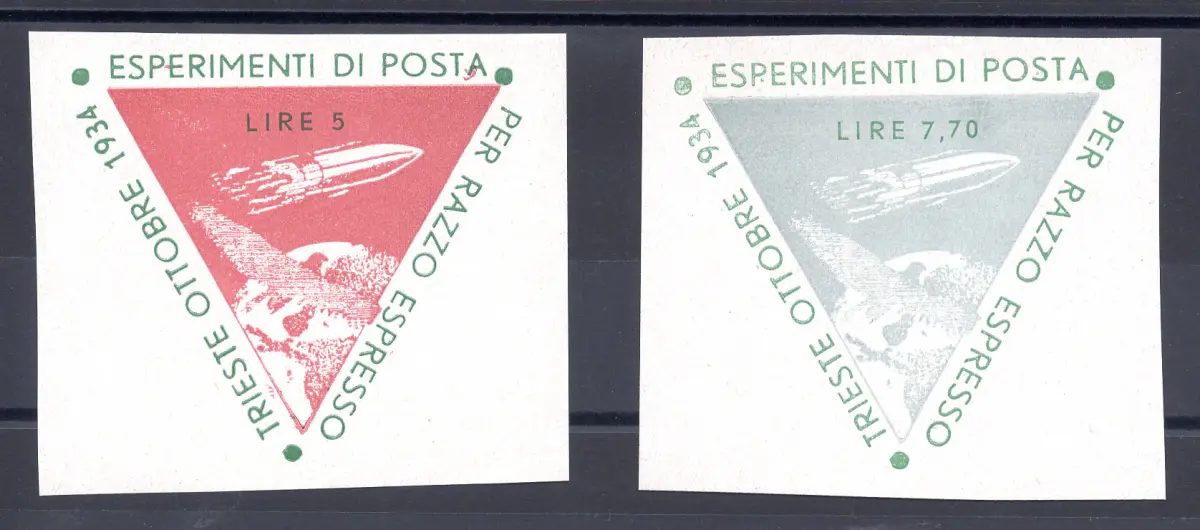 ESPERIMENTI DI POSTA
PER RAZZO ESPRESSO
TRIESTE OTTOBRE 1934
LIRE 5
ESPERIMENTI DI POSTA
PER RAZZO ESPRESSO
TRIESTE OTTOBRE 1934
LIRE 7,70